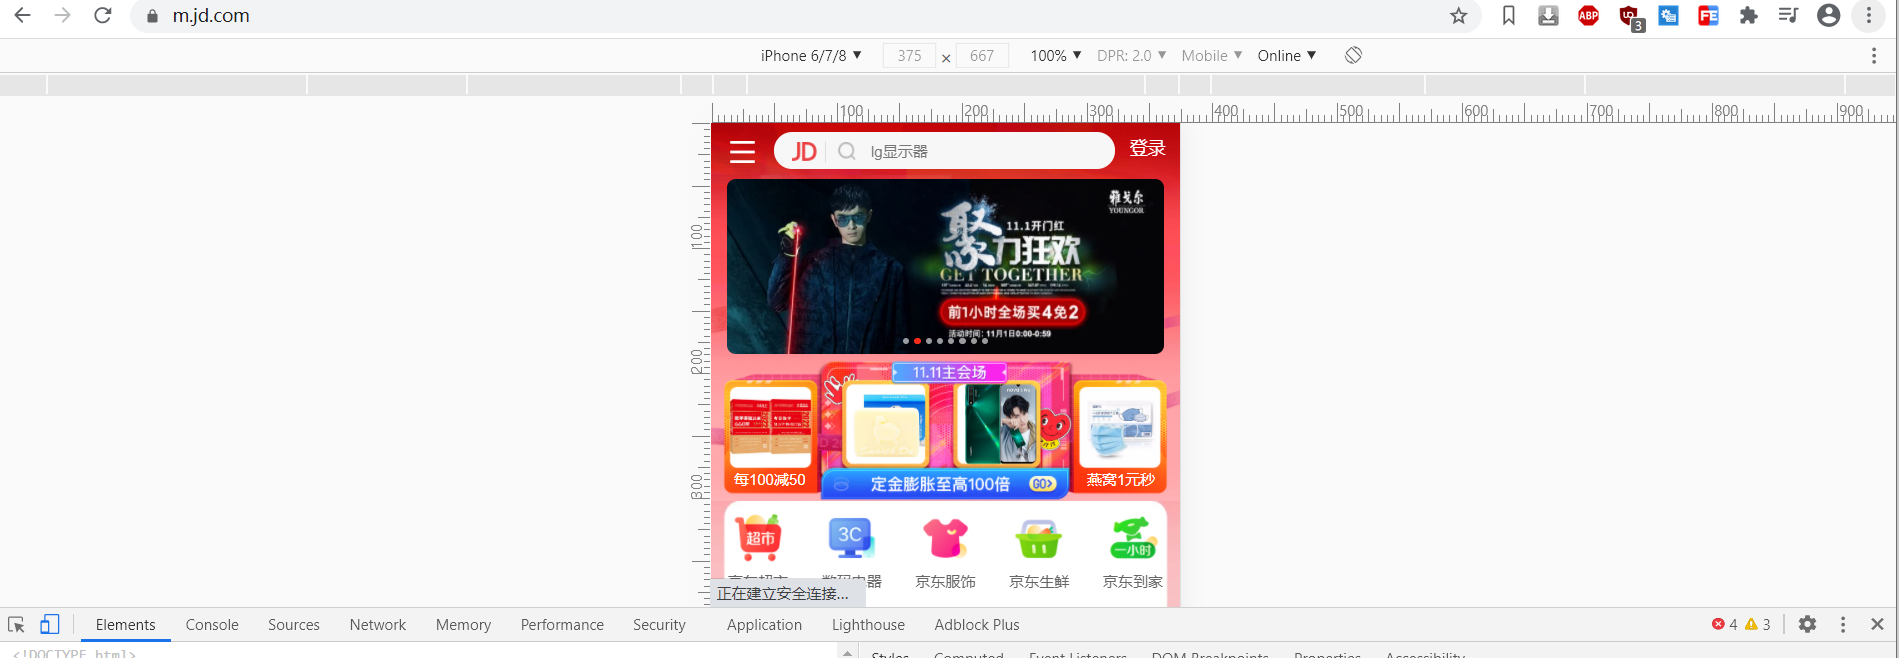 m.jd.com
ABP
3
FE
iPhone 6/7/8 ▼ 375 × 667 100% ▼ DPR: 2.0 ▼ Mobile ▼ Online ▼
100 200 300 400 500 600 700 800 900
100
200
300
JD lg显示器 登录
雅戈尔
YOUNGOR
11.1开门红
聚力狂欢
GET TOGETHER
前1小时全场买4免2
活动时间：11月1日0:00-0:59
11.11主会场
每100减50
定金膨胀至高100倍 GO>
燕窝1元秒
超市
3C
一小时
京东超市 数码电器 京东服饰 京东生鲜 京东到家
正在建立安全连接...
Elements Console Sources Network Memory Performance Security Application Lighthouse Adblock Plus 4 3
<!DOCTYPE html>
Styles Computed Event Listeners DOM Breakpoints Properties Accessibility